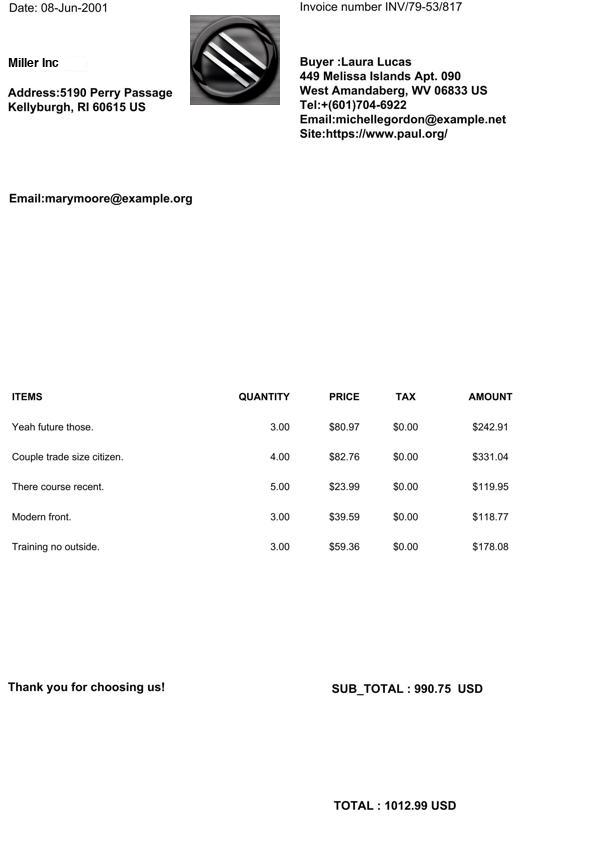 Date: 08-Jun-2001
Invoice number INV/79-53/817
Miller Inc
Address:5190 Perry Passage
Kellyburgh, RI 60615 US
Buyer :Laura Lucas
449 Melissa Islands Apt. 090
West Amandaberg, WV 06833 US
Tel:+(601)704-6922
Email:michellegordon@example.net
Site:https://www.paul.org/
Email:marymoore@example.org
ITEMS QUANTITY PRICE TAX AMOUNT
Yeah future those. 3.00 $80.97 $0.00 $242.91
Couple trade size citizen. 4.00 $82.76 $0.00 $331.04
There course recent. 5.00 $23.99 $0.00 $119.95
Modern front. 3.00 $39.59 $0.00 $118.77
Training no outside. 3.00 $59.36 $0.00 $178.08
Thank you for choosing us!
SUB_TOTAL : 990.75 USD
TOTAL : 1012.99 USD